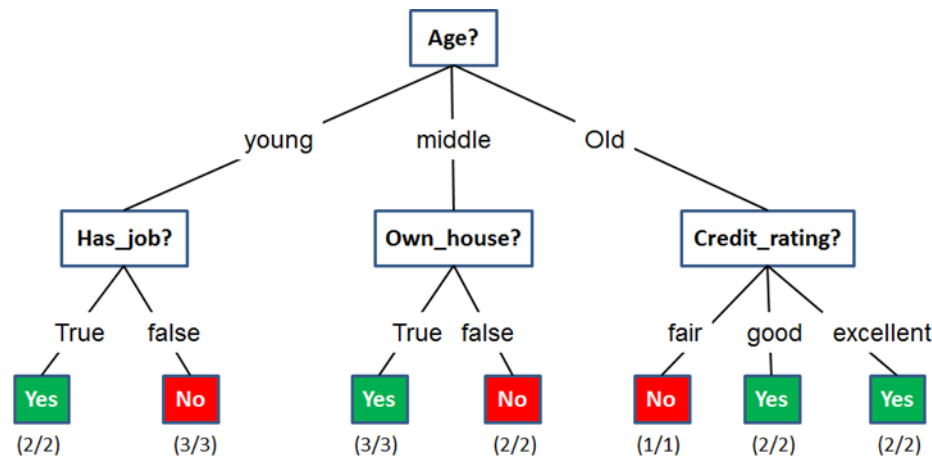 Age?
young middle Old
Has_job? Own_house? Credit_rating?
True false True false fair good excellent
Yes No Yes No No Yes Yes
(2/2) (3/3) (3/3) (2/2) (1/1) (2/2) (2/2)